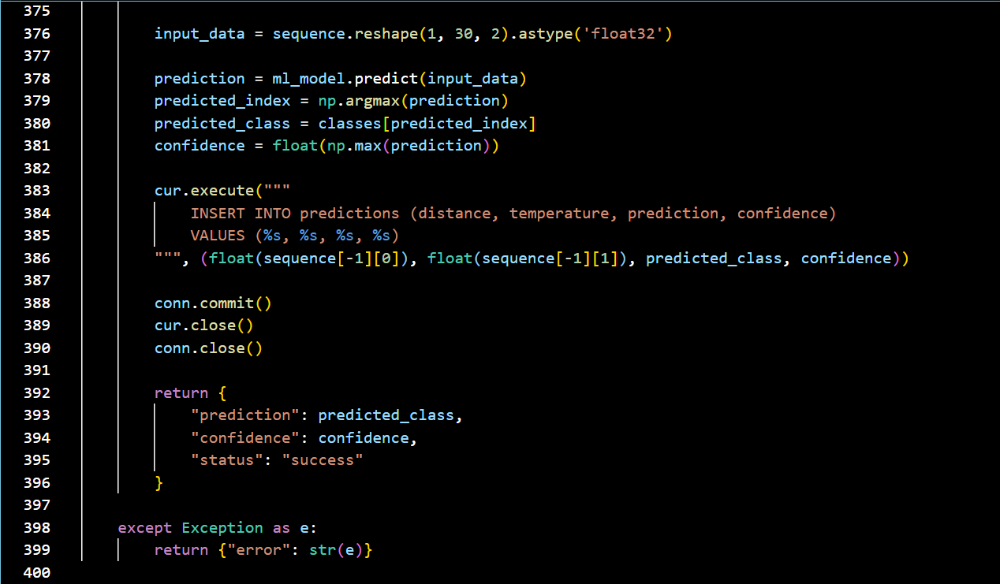 375
376 input_data = sequence.reshape(1, 30, 2).astype('float32')
377
378 prediction = ml_model.predict(input_data)
379 predicted_index = np.argmax(prediction)
380 predicted_class = classes[predicted_index]
381 confidence = float(np.max(prediction))
382
383 cur.execute("""
384 INSERT INTO predictions (distance, temperature, prediction, confidence)
385 VALUES (%s, %s, %s, %s)
386 """, (float(sequence[-1][0]), float(sequence[-1][1]), predicted_class, confidence))
387
388 conn.commit()
389 cur.close()
390 conn.close()
391
392 return {
393 "prediction": predicted_class,
394 "confidence": confidence,
395 "status": "success"
396 }
397
398 except Exception as e:
399 return {"error": str(e)}
400